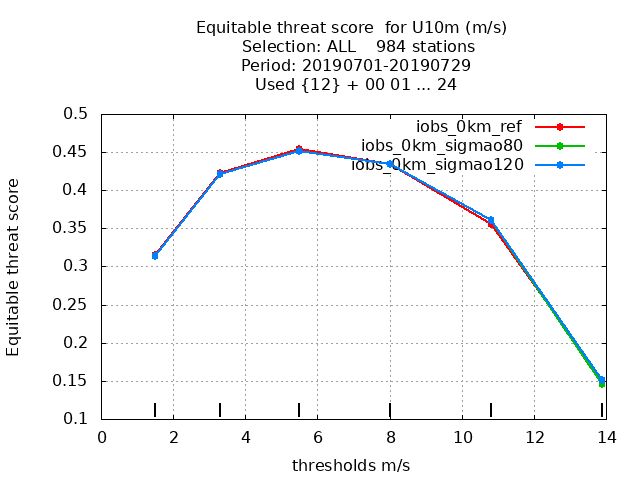 Equitable threat score  for U10m (m/s)
Selection: ALL    984 stations
Period: 20190701-20190729
Used {12} + 00 01 ... 24
iobs_0km_ref
iobs_0km_sigmao80
iobs_0km_sigmao120
Equitable threat score
0.5
0.45
0.4
0.35
0.3
0.25
0.2
0.15
0.1
0 2 4 6 8 10 12 14
thresholds m/s